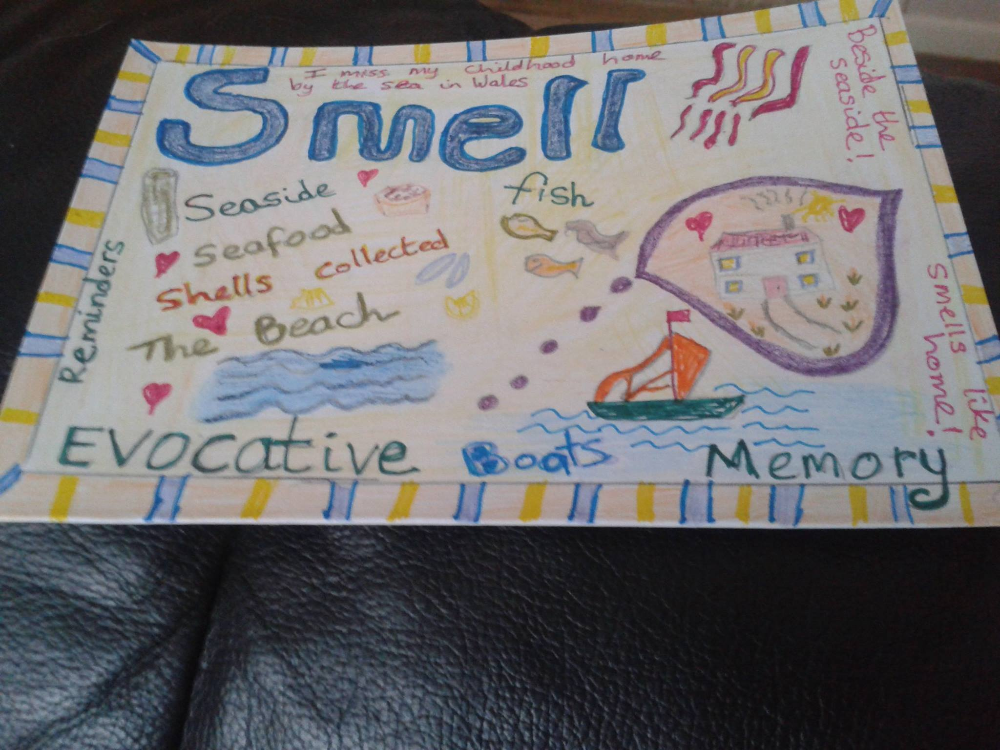 I miss my childhood home
by the sea in Wales
Smell
Beside the
seaside!
Seaside
fish
Seafood
Shells collected
The Beach
Reminders
smells like
home!
Evocative Boats Memory